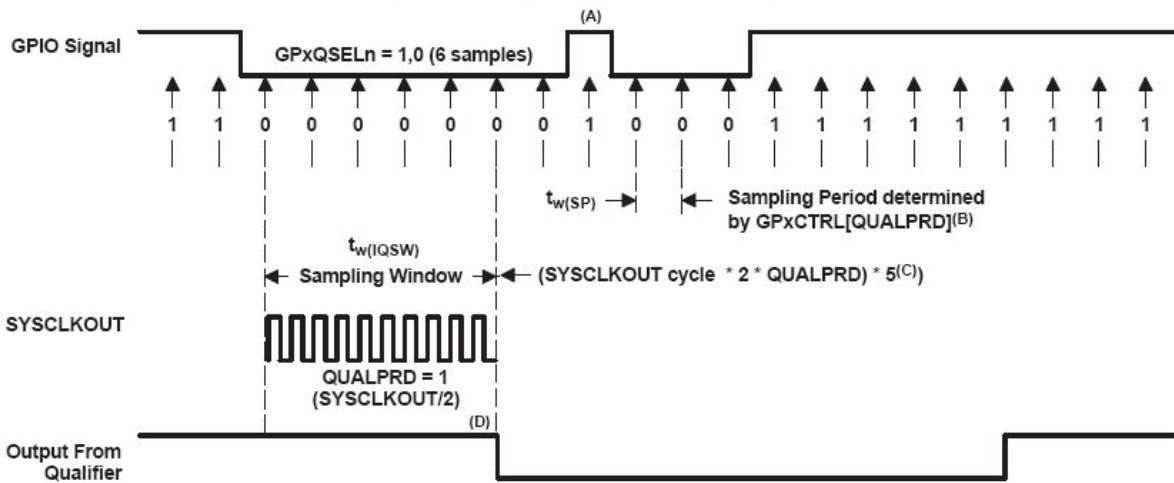 (A)
GPIO Signal
GPxQSELn = 1,0 (6 samples)
1 1 0 0 0 0 0 0 0 1 0 0 0 1 1 1 1 1 1 1 1 1
tw(SP)
Sampling Period determined
by GPxCTRL[QUALPRD](B)
tw(IQSW)
Sampling Window
(SYSCLKOUT cycle * 2 * QUALPRD) * 5(C))
SYSCLKOUT
QUALPRD = 1
(SYSCLKOUT/2)
(D)
Output From
Qualifier